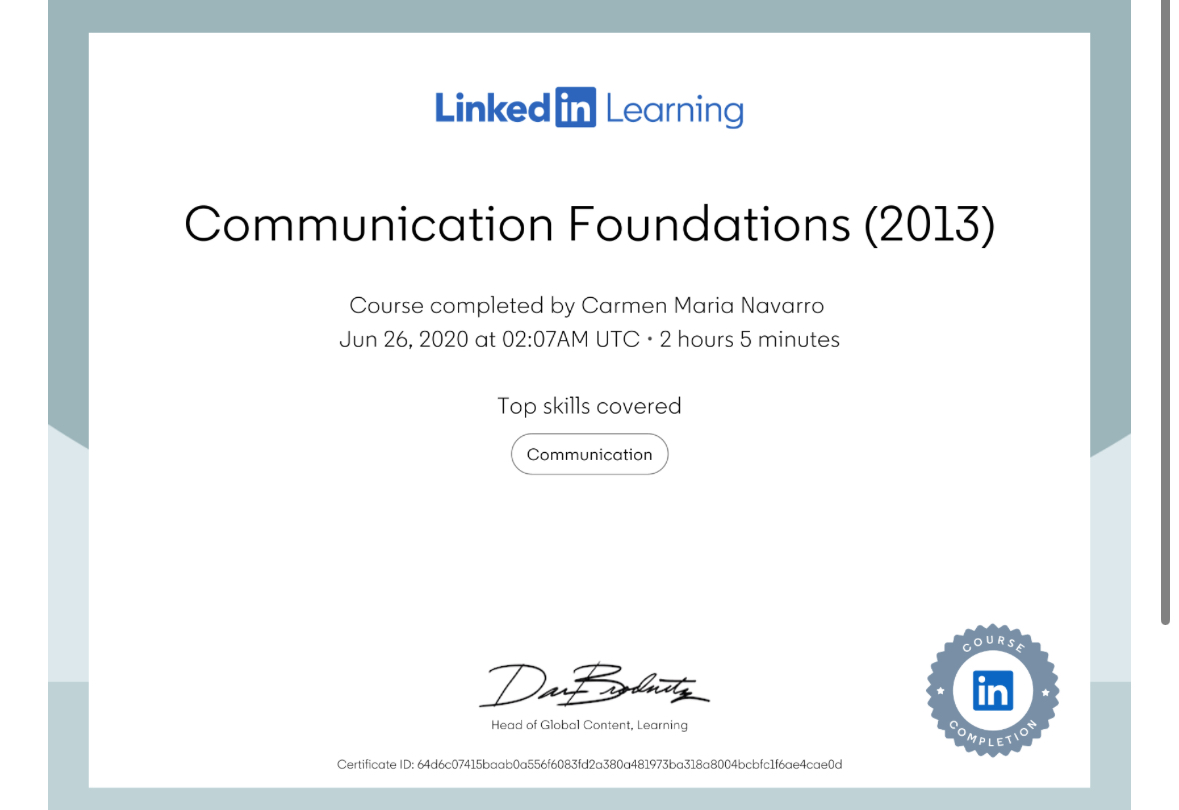 Linked in Learning
Communication Foundations (2013)
Course completed by Carmen Maria Navarro
Jun 26, 2020 at 02:07AM UTC • 2 hours 5 minutes
Top skills covered
Communication
Dan Brodnitz
Head of Global Content, Learning
COURSE
in
COMPLETION
Certificate ID: 64d6c07415baab0a556f6083fd2a380a481973ba318a8004bcbfc1f6ae4cae0d